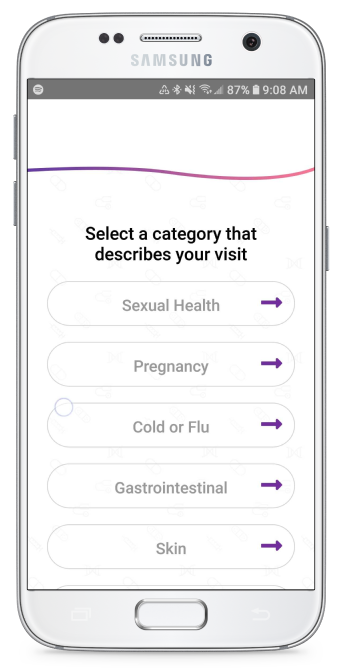 SAMSUNG
87% 9:08 AM
Select a category that
describes your visit
Sexual Health
Pregnancy
Cold or Flu
Gastrointestinal
Skin